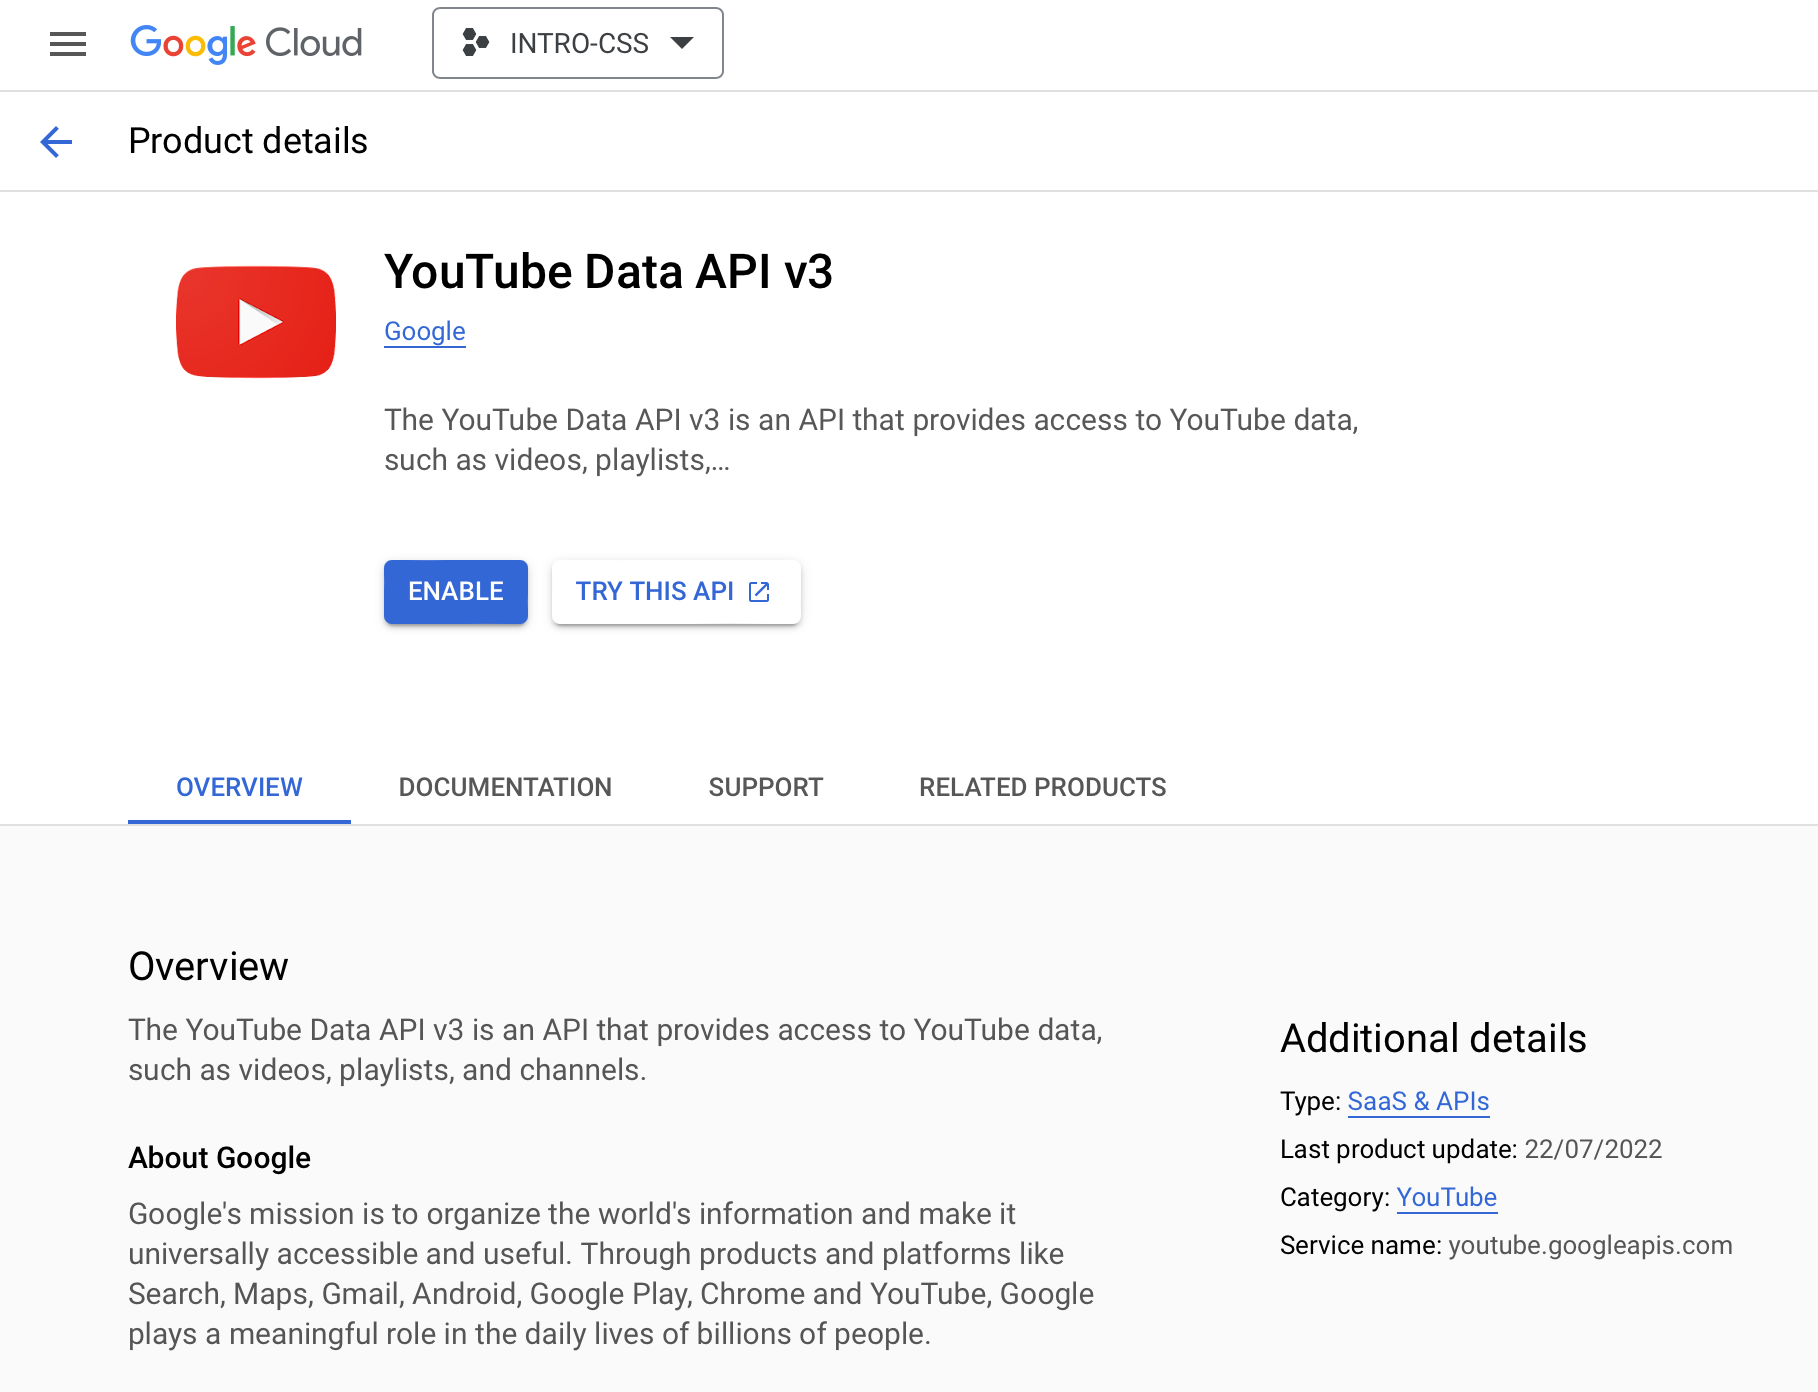 Google Cloud
INTRO-CSS
Product details
YouTube Data API v3
Google
The YouTube Data API v3 is an API that provides access to YouTube data,
such as videos, playlists,…
ENABLE
TRY THIS API
OVERVIEW
DOCUMENTATION
SUPPORT
RELATED PRODUCTS
Overview
The YouTube Data API v3 is an API that provides access to YouTube data,
such as videos, playlists, and channels.
About Google
Google's mission is to organize the world's information and make it
universally accessible and useful. Through products and platforms like
Search, Maps, Gmail, Android, Google Play, Chrome and YouTube, Google
plays a meaningful role in the daily lives of billions of people.
Additional details
Type: SaaS & APIs
Last product update: 22/07/2022
Category: YouTube
Service name: youtube.googleapis.com